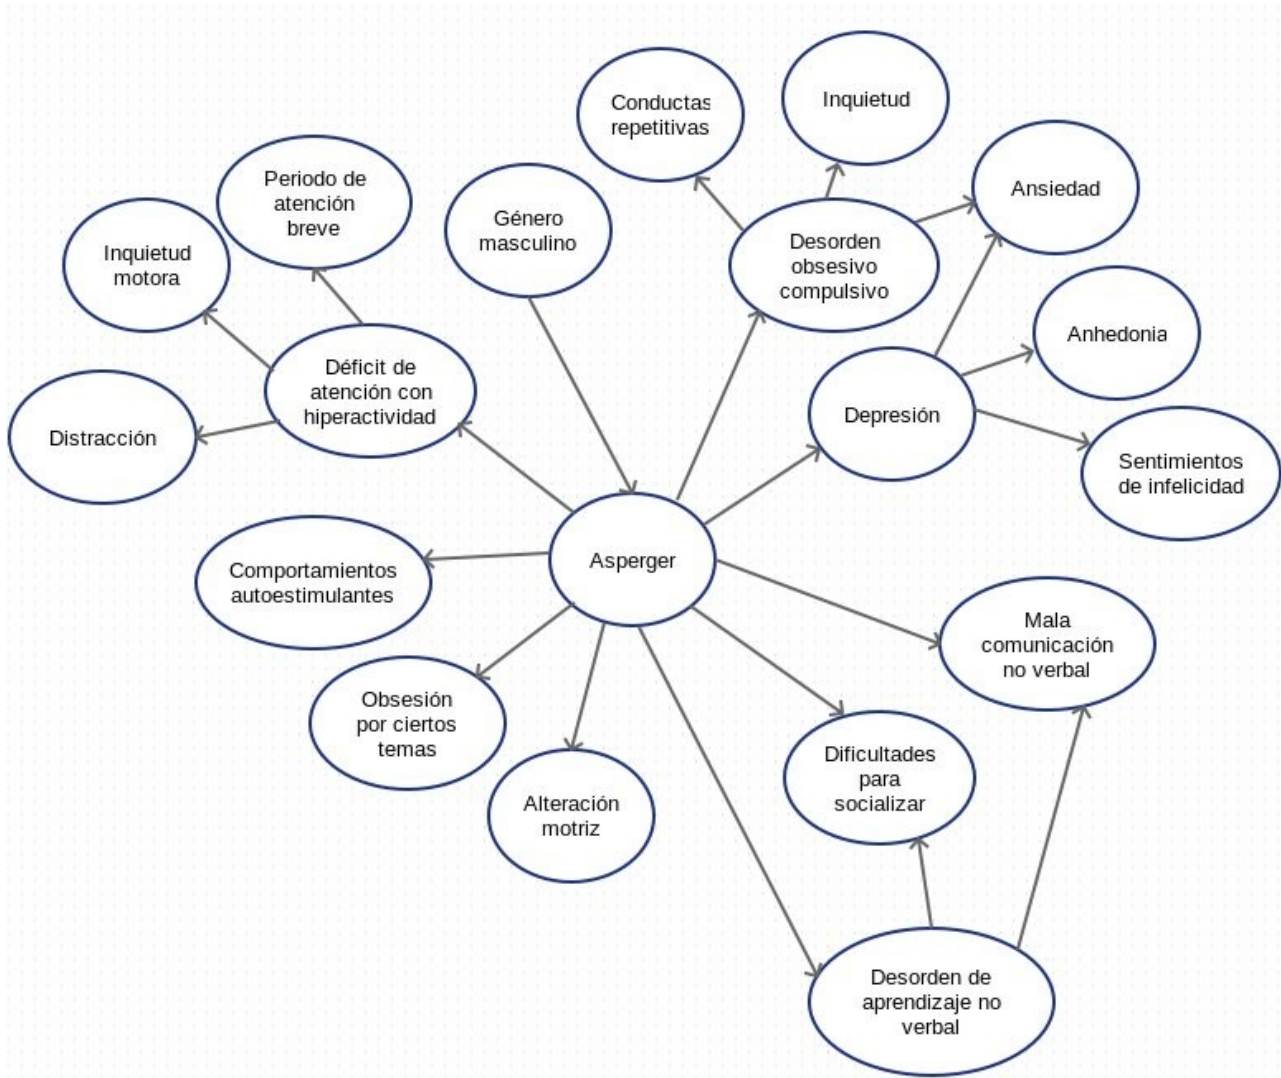 Conductas
repetitivas
Inquietud
Ansiedad
Periodo de
atención
breve
Género
masculino
Inquietud
motora
Desorden
obsesivo
compulsivo
Anhedonia
Déficit de
atención con
hiperactividad
Depresión
Distracción
Sentimientos
de infelicidad
Asperger
Comportamientos
autoestimulantes
Mala
comunicación
no verbal
Obsesión
por ciertos
temas
Dificultades
para
socializar
Alteración
motriz
Desorden de
aprendizaje no
verbal